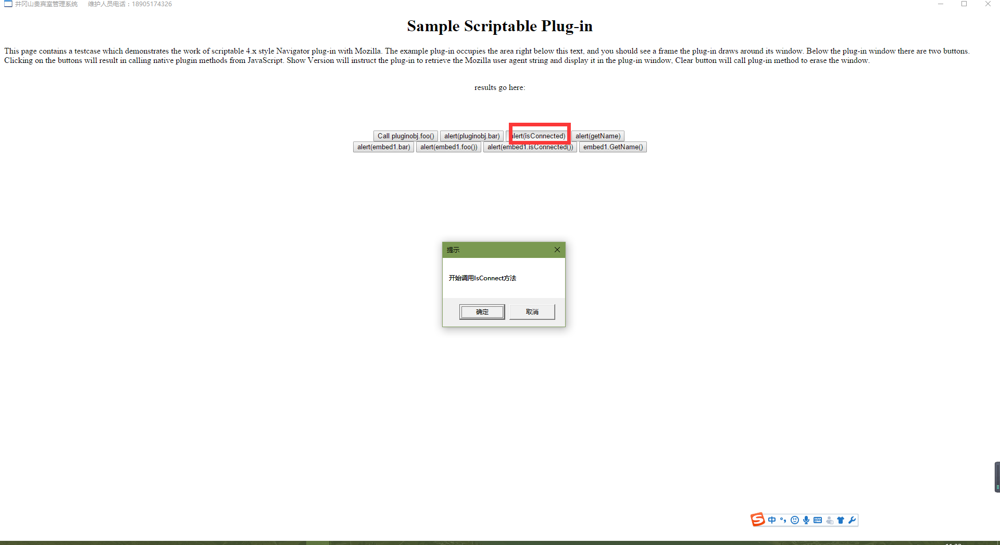 井冈山贵宾室管理系统 维护人员电话：18905174326
Sample Scriptable Plug-in
This page contains a testcase which demonstrates the work of scriptable 4.x style Navigator plug-in with Mozilla. The example plug-in occupies the area right below this text, and you should see a frame the plug-in draws around its window. Below the plug-in window there are two buttons.
Clicking on the buttons will result in calling native plugin methods from JavaScript. Show Version will instruct the plug-in to retrieve the Mozilla user agent string and display it in the plug-in window, Clear button will call plug-in method to erase the window.
results go here:
Call pluginobj.foo() alert(pluginobj.bar) alert(isConnected) alert(getName)
alert(embed1.bar) alert(embed1.foo()) alert(embed1.isConnected()) embed1.GetName()
提示
开始调用IsConnect方法
确定 取消
S 中